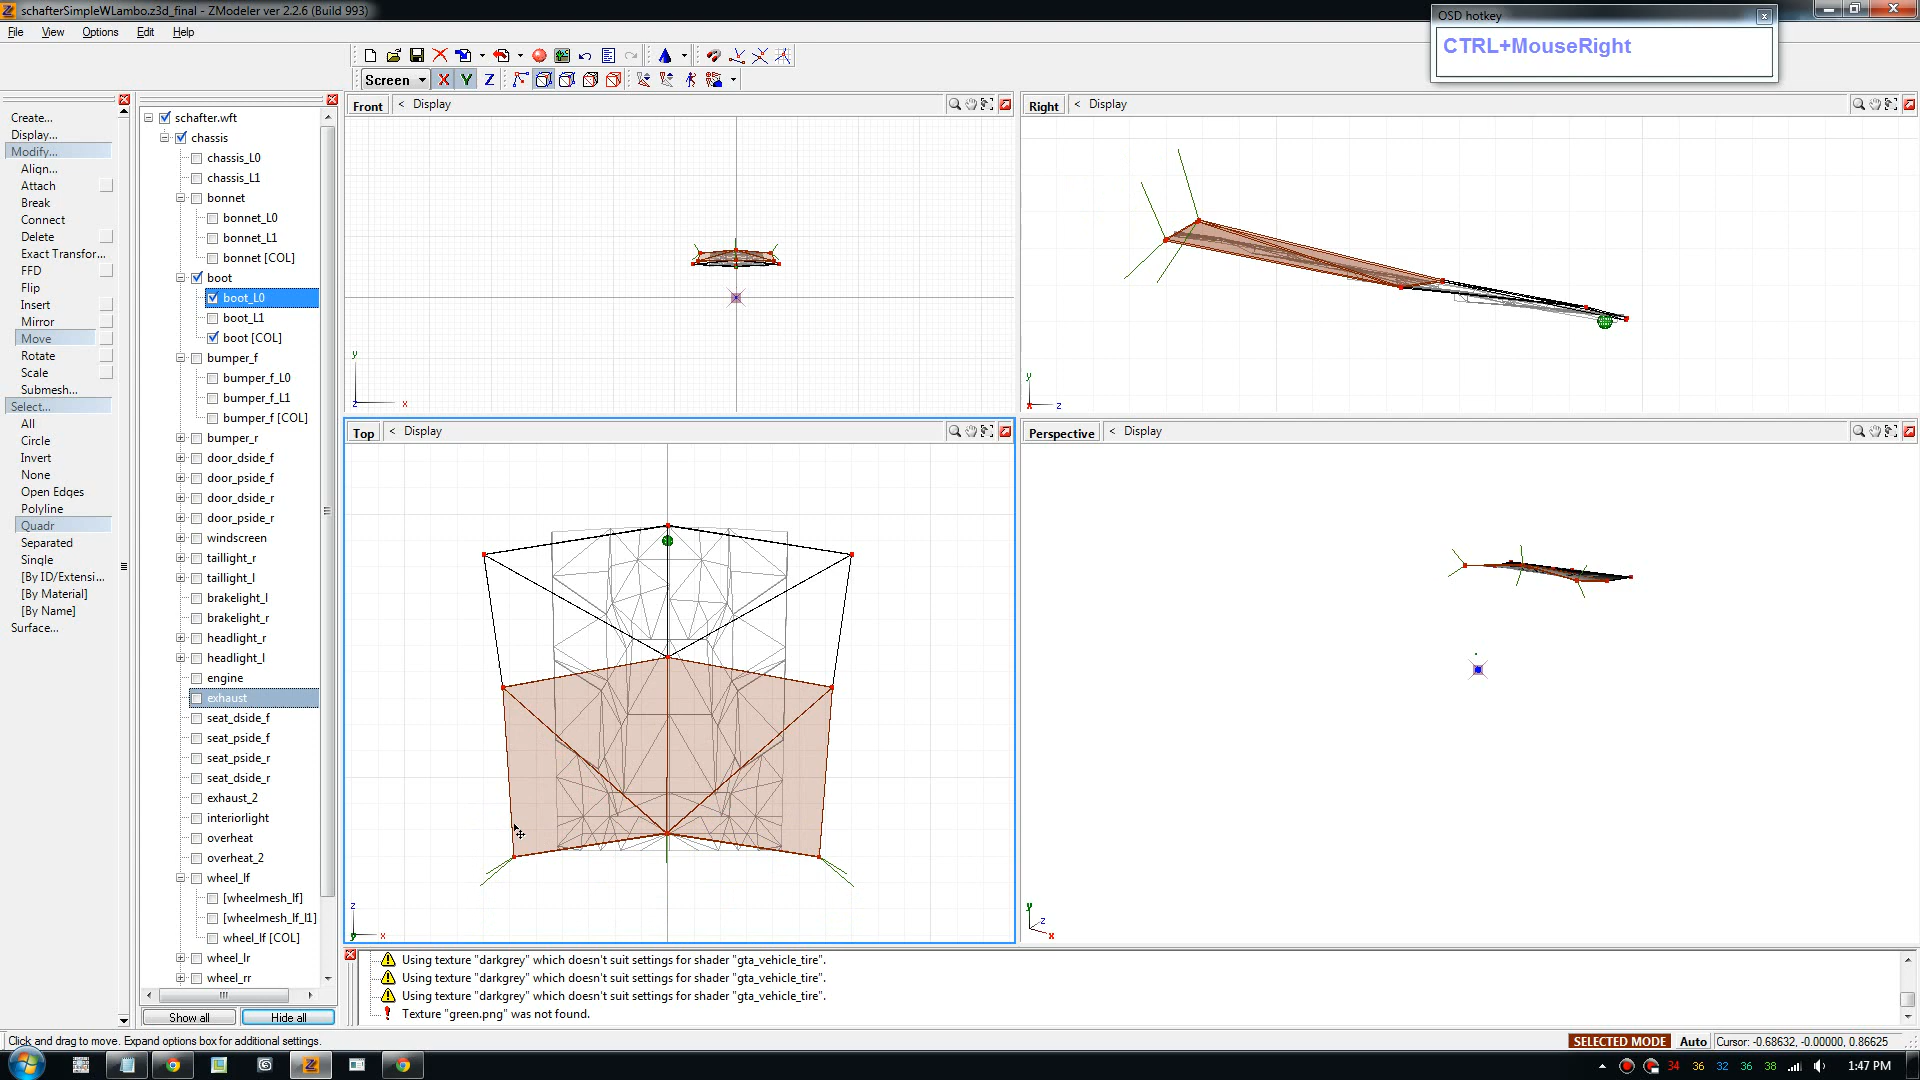 schafterSimpleWLambo.z3d_final - ZModeler ver 2.2.6 (Build 993)
OSD hotkey
CTRL+MouseRight
File View Options Edit Help
Screen X Y Z
Create...
Display...
Modify...
Align...
Attach
Break
Connect
Delete
Exact Transfor...
FFD
Flip
Insert
Mirror
Move
Rotate
Scale
Submesh...
Select...
All
Circle
Invert
None
Open Edges
Polyline
Quadr
Separated
Single
[By ID/Extensi...
[By Material]
[By Name]
Surface...
schafter.wft
chassis
chassis_L0
chassis_L1
bonnet
bonnet_L0
bonnet_L1
bonnet [COL]
boot
boot_L0
boot_L1
boot [COL]
bumper_f
bumper_f_L0
bumper_f_L1
bumper_f [COL]
bumper_r
door_dside_f
door_pside_f
door_dside_r
door_pside_r
windscreen
taillight_r
taillight_l
brakelight_l
brakelight_r
headlight_r
headlight_l
engine
exhaust
seat_dside_f
seat_pside_f
seat_pside_r
seat_dside_r
exhaust_2
interiorlight
overheat
overheat_2
wheel_lf
[wheelmesh_lf]
[wheelmesh_lf_l1]
wheel_lf [COL]
wheel_lr
wheel_rr
Show all Hide all
Front < Display
y
z x
Right < Display
y
x z
Top < Display
z
y x
Perspective < Display
y
z
x
Using texture "darkgrey" which doesn't suit settings for shader "gta_vehicle_tire".
Using texture "darkgrey" which doesn't suit settings for shader "gta_vehicle_tire".
Using texture "darkgrey" which doesn't suit settings for shader "gta_vehicle_tire".
Texture "green.png" was not found.
Click and drag to move. Expand options box for additional settings.
SELECTED MODE Auto Cursor: -0.68632, -0.00000, 0.86625
34 36 32 36 38 1:47 PM